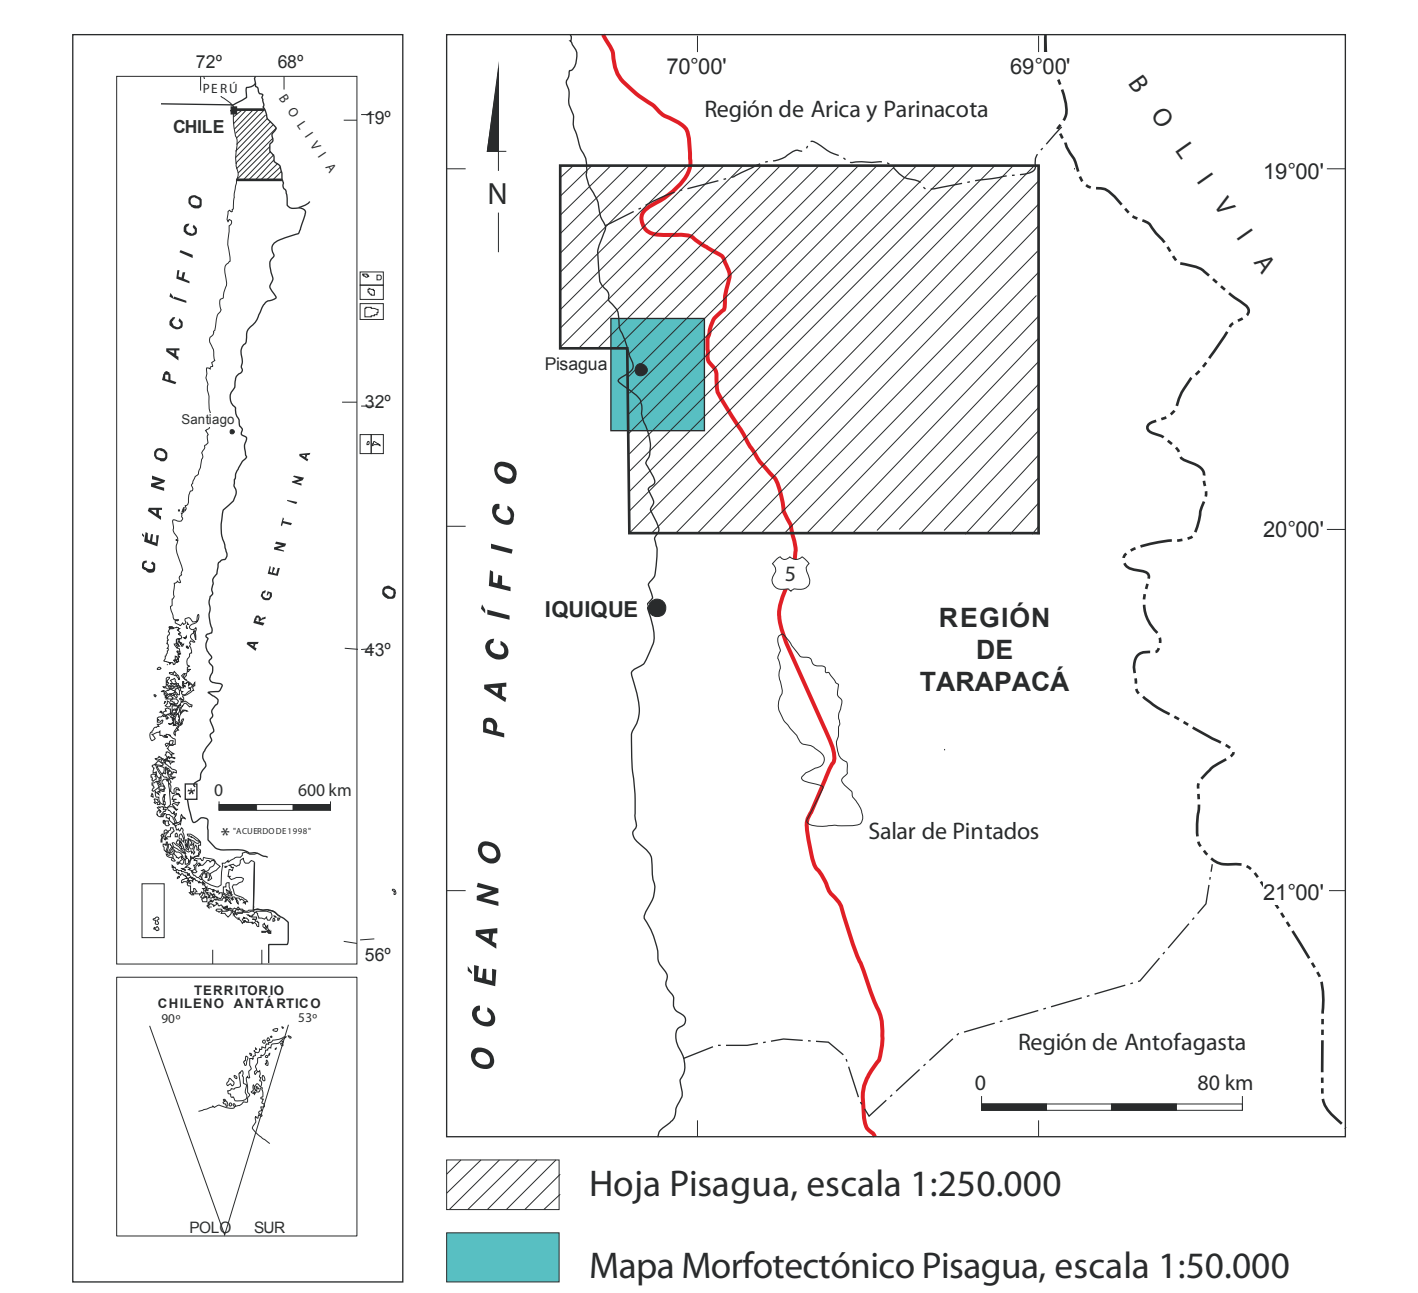 72º 68º
PERÚ
BOLIVIA
CHILE
19º
OCÉANO PACÍFICO
32º
Santiago
ARGENTINA
43º
0 600 km
* "ACUERDO DE 1998"
*
56º
TERRITORIO
CHILENO ANTÁRTICO
90º 53º
POLO SUR
70°00' 69°00'
Región de Arica y Parinacota
BOLIVIA
19°00'
N
Pisagua
20°00'
5
IQUIQUE
REGIÓN
DE
TARAPACÁ
OCÉANO PACÍFICO
Salar de Pintados
21°00'
Región de Antofagasta
0 80 km
Hoja Pisagua, escala 1:250.000
Mapa Morfotectónico Pisagua, escala 1:50.000